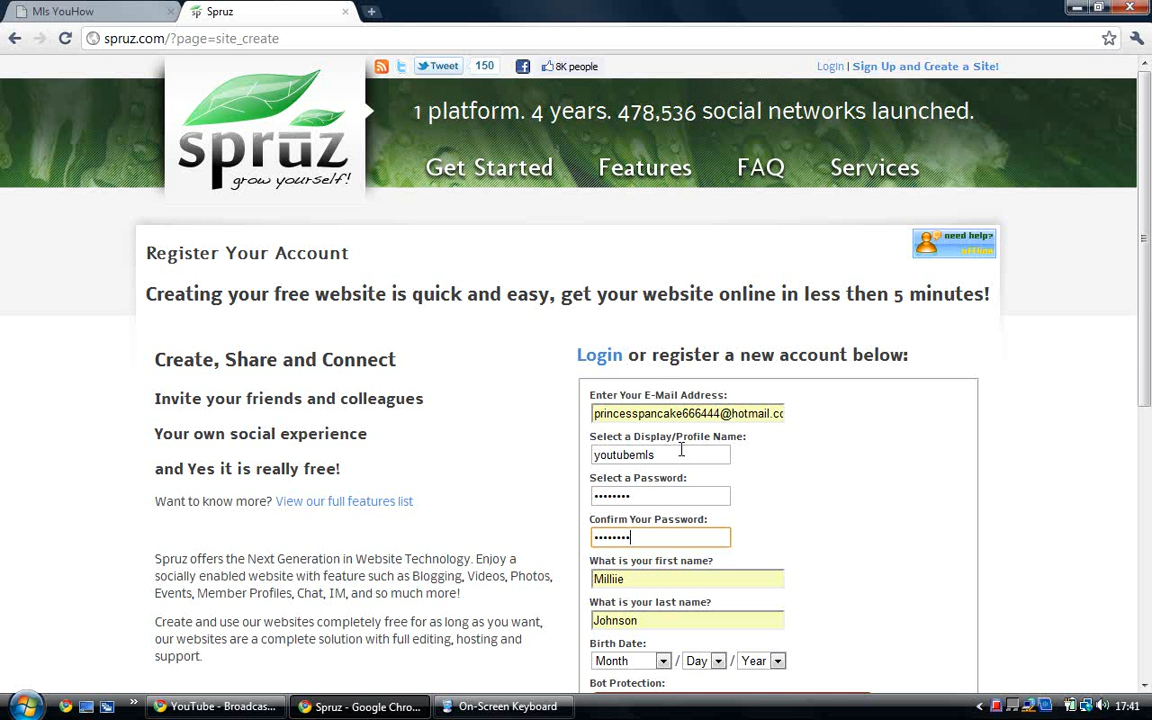 Mls YouHow
Spruz
spruz.com/?page=site_create
Tweet 150 8K people
Login | Sign Up and Create a Site!
sprūz
grow yourself!
1 platform. 4 years. 478,536 social networks launched.
Get Started Features FAQ Services
Register Your Account
need help?
offline
Creating your free website is quick and easy, get your website online in less then 5 minutes!
Create, Share and Connect
Invite your friends and colleagues
Your own social experience
and Yes it is really free!
Want to know more? View our full features list
Spruz offers the Next Generation in Website Technology. Enjoy a
socially enabled website with feature such as Blogging, Videos, Photos,
Events, Member Profiles, Chat, IM, and so much more!
Create and use our websites completely free for as long as you want,
our websites are a complete solution with full editing, hosting and
support.
Login or register a new account below:
Enter Your E-Mail Address:
princesspancake666444@hotmail.cc
Select a Display/Profile Name:
youtubemls
Select a Password:
••••••••
Confirm Your Password:
••••••••
What is your first name?
Milliie
What is your last name?
Johnson
Birth Date:
Month / Day / Year
Bot Protection:
YouTube - Broadcas...
Spruz - Google Chro...
On-Screen Keyboard
17:41